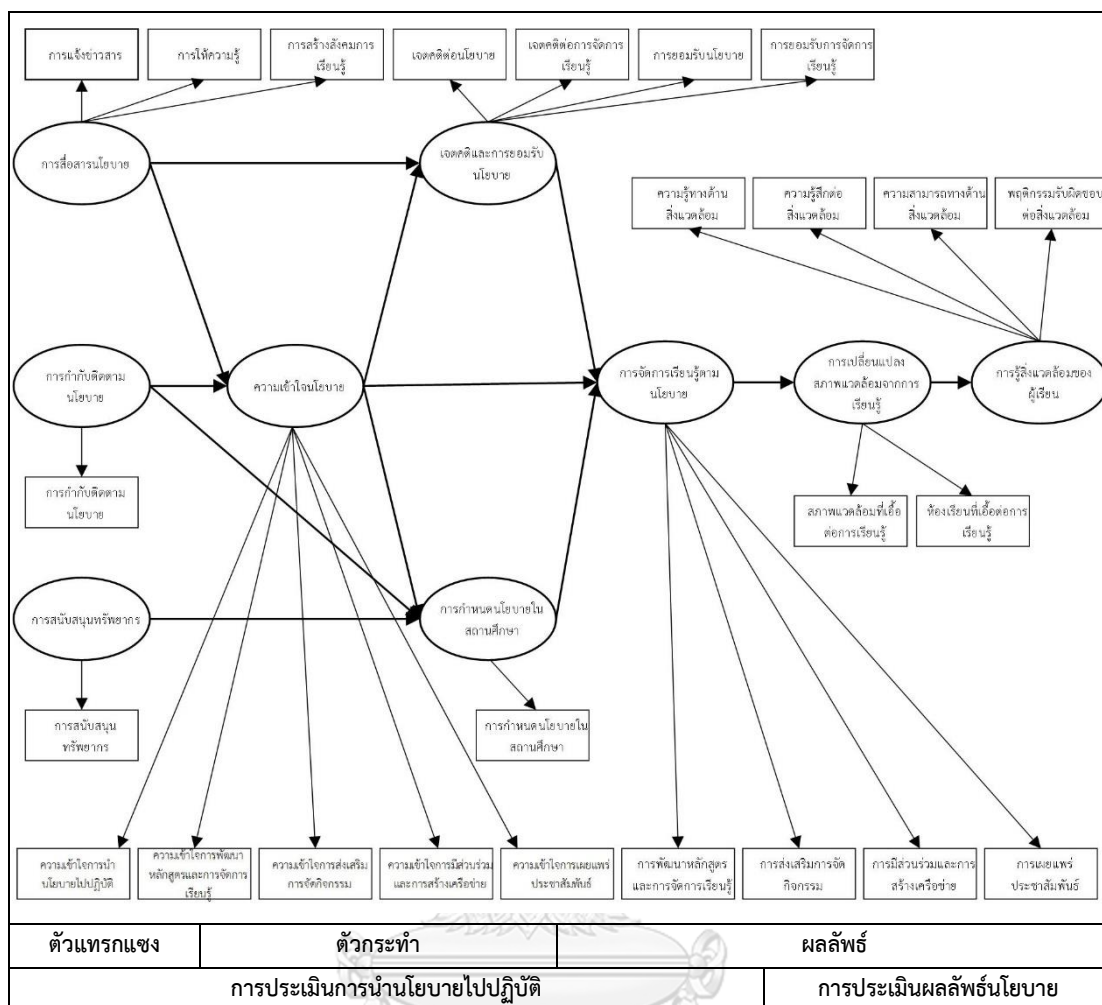 การแจ้งข่าวสาร
การให้ความรู้
การสร้างสังคมการ
เรียนรู้
เจตคติต่อนโยบาย
เจตคติต่อการจัดการ
เรียนรู้
การยอมรับนโยบาย
การยอมรับการจัดการ
เรียนรู้
การสื่อสารนโยบาย
เจตคติและการยอมรับ
นโยบาย
ความรู้ทางด้าน
สิ่งแวดล้อม
ความรู้สึกต่อ
สิ่งแวดล้อม
ความสามารถทางด้าน
สิ่งแวดล้อม
พฤติกรรมรับผิดชอบ
ต่อสิ่งแวดล้อม
การกำกับติดตาม
นโยบาย
ความเข้าใจนโยบาย
การจัดการเรียนรู้ตาม
นโยบาย
การเปลี่ยนแปลง
สภาพแวดล้อมจากการ
เรียนรู้
การรู้สิ่งแวดล้อมของ
ผู้เรียน
การกำกับติดตาม
นโยบาย
สภาพแวดล้อมที่เอื้อ
ต่อการเรียนรู้
ห้องเรียนที่เอื้อต่อการ
เรียนรู้
การสนับสนุนทรัพยากร
การกำหนดนโยบายใน
สถานศึกษา
การสนับสนุน
ทรัพยากร
การกำหนดนโยบายใน
สถานศึกษา
ความเข้าใจการนำ
นโยบายไปปฏิบัติ
ความเข้าใจการพัฒนา
หลักสูตรและการจัดการ
เรียนรู้
ความเข้าใจการส่งเสริม
การจัดกิจกรรม
ความเข้าใจการมีส่วนร่วม
และการสร้างเครือข่าย
ความเข้าใจการเผยแพร่
ประชาสัมพันธ์
การพัฒนาหลักสูตร
และการจัดการเรียนรู้
การส่งเสริมการจัด
กิจกรรม
การมีส่วนร่วมและการ
สร้างเครือข่าย
การเผยแพร่
ประชาสัมพันธ์
ตัวแทรกแซง
ตัวกระทำ
ผลลัพธ์
การประเมินการนำนโยบายไปปฏิบัติ
การประเมินผลลัพธ์นโยบาย